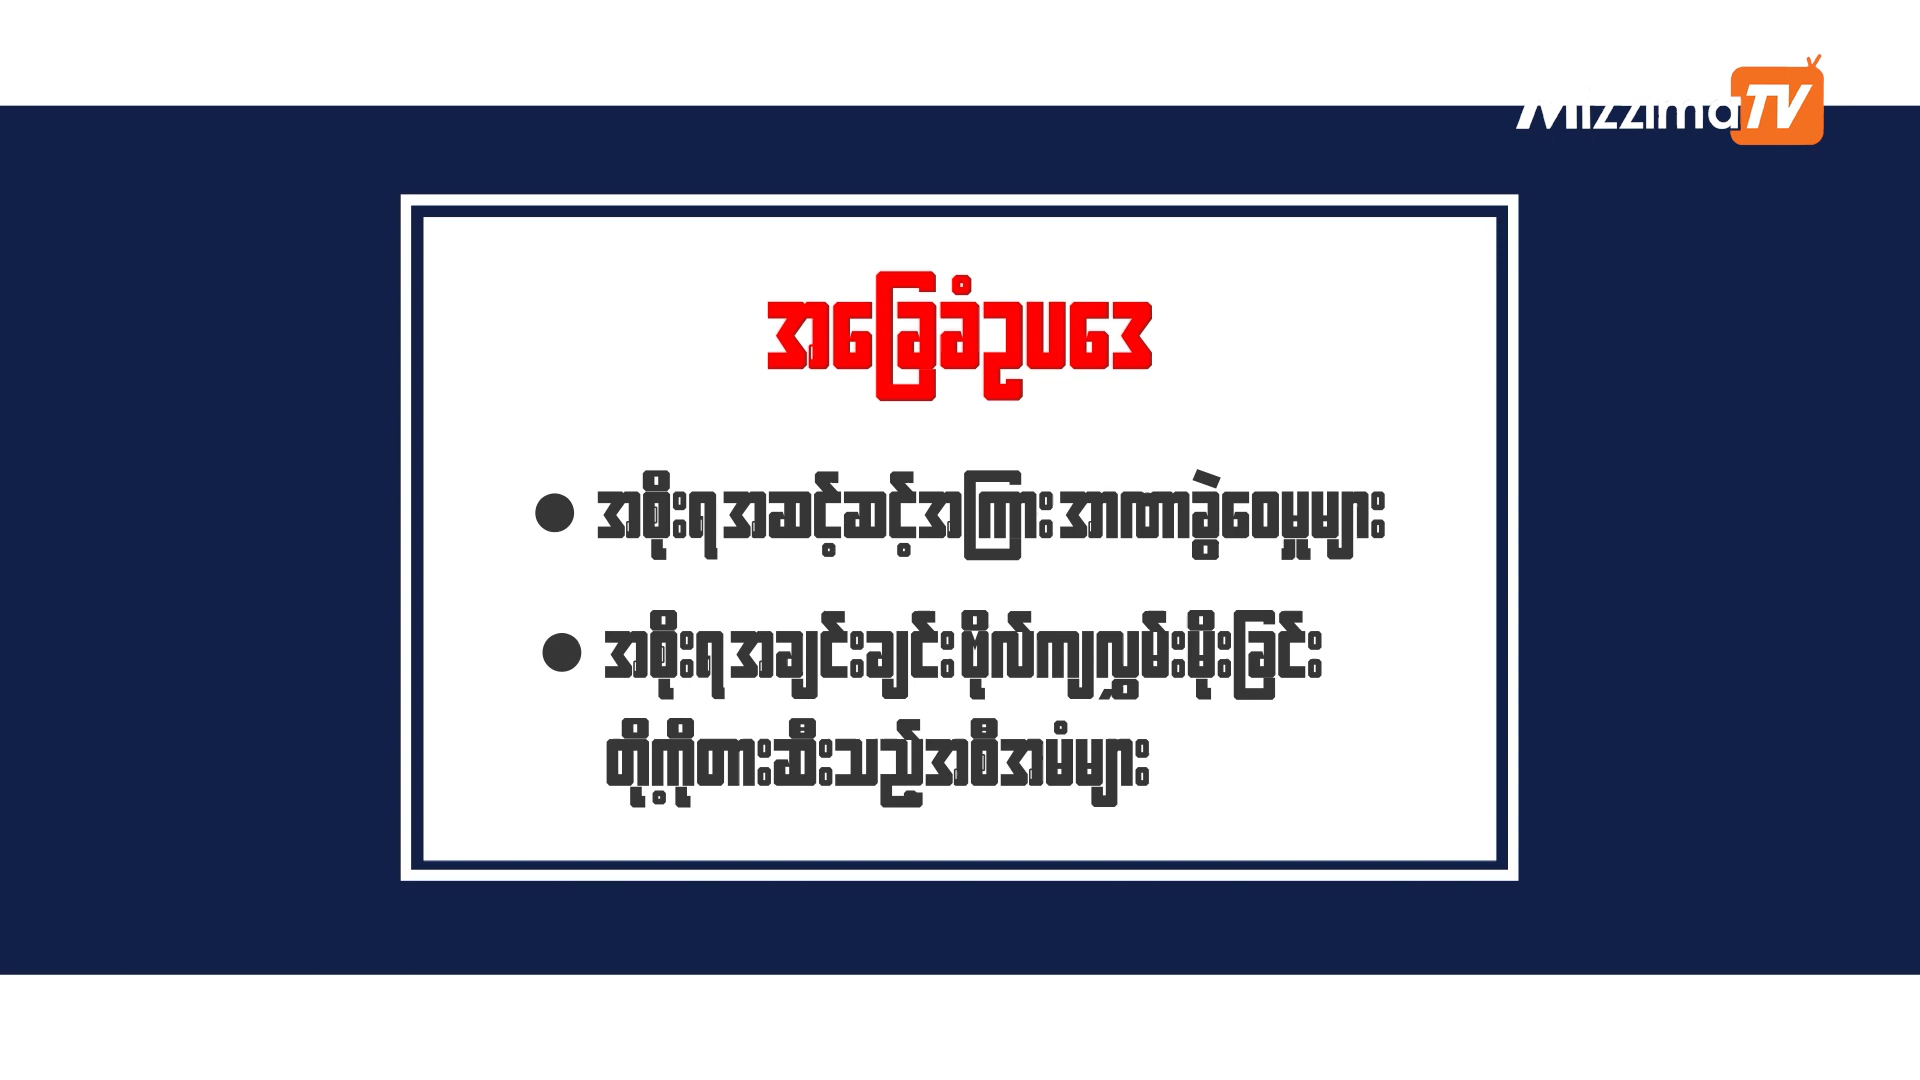 Mizzima TV
အခြေခံဥပဒေ
● အစိုးရ အဆင့်ဆင့်အကြား အာဏာခွဲဝေမှုများ
● အစိုးရ အချင်းချင်း ဗိုလ်ကျလွှမ်းမိုးခြင်း
တို့ကိုတားဆီးသည့်အစီအမံများ